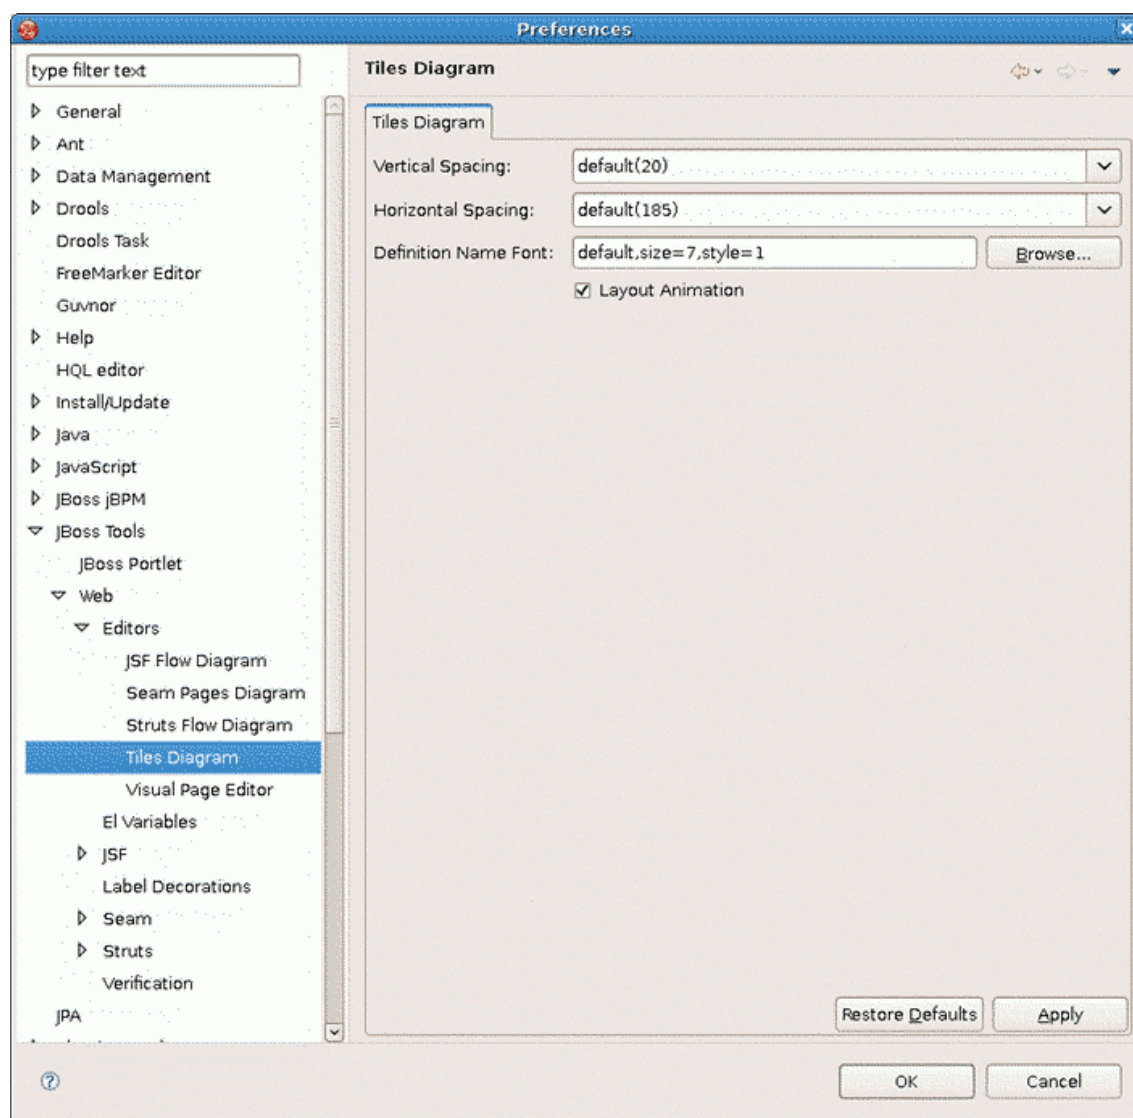 Preferences
type filter text
General
Ant
Data Management
Drools
Drools Task
FreeMarker Editor
Guvnor
Help
HQL editor
Install/Update
Java
JavaScript
JBoss jBPM
JBoss Tools
JBoss Portlet
Web
Editors
JSF Flow Diagram
Seam Pages Diagram
Struts Flow Diagram
Tiles Diagram
Visual Page Editor
El Variables
JSF
Label Decorations
Seam
Struts
Verification
JPA
Tiles Diagram
Tiles Diagram
Vertical Spacing: default(20)
Horizontal Spacing: default(185)
Definition Name Font: default,size=7,style=1 Browse...
Layout Animation
Restore Defaults Apply
OK Cancel